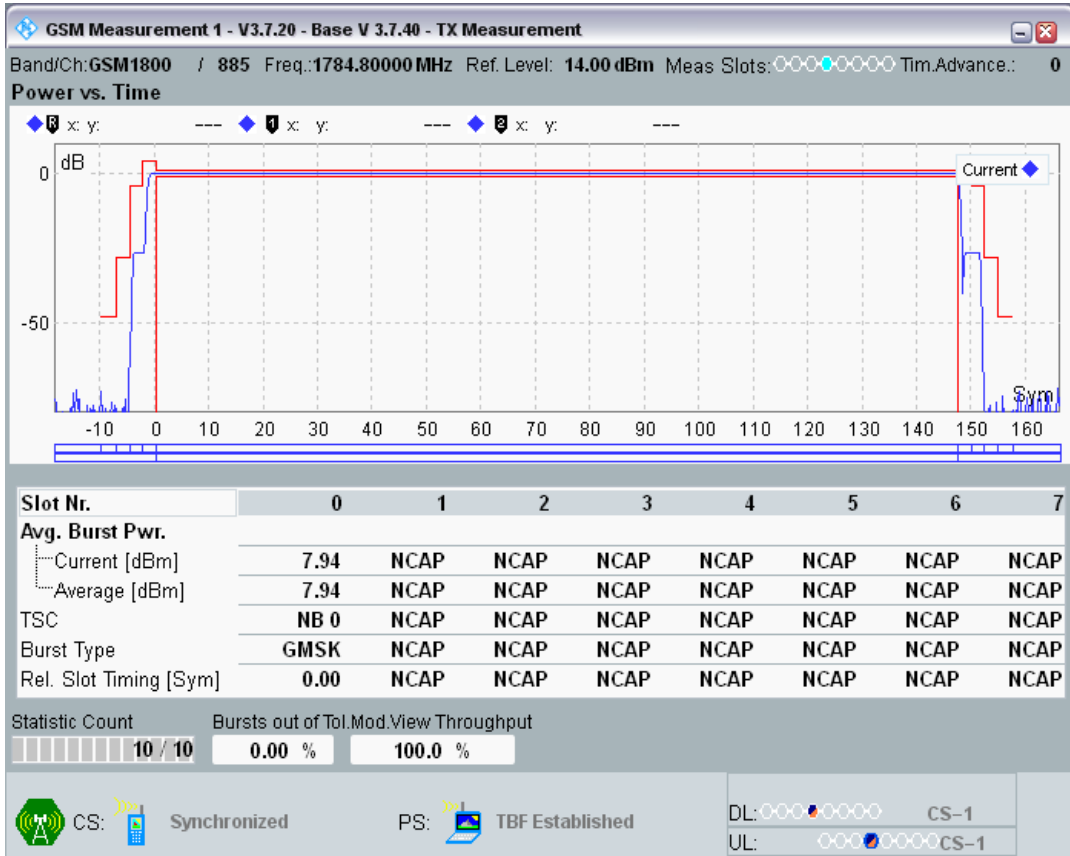 GSM Measurement 1 - V3.7.20 - Base V 3.7.40 - TX Measurement
Band/Ch:GSM1800 / 885 Freq.:1784.80000 MHz Ref. Level: 14.00 dBm Meas Slots: Tim.Advance.: 0
Power vs. Time
R x: y: --- 1 x: y: --- 2 x: y: ---
dB
Current
0
-50
Sym
-10 0 10 20 30 40 50 60 70 80 90 100 110 120 130 140 150 160
Slot Nr. 0 1 2 3 4 5 6 7
Avg. Burst Pwr.
Current [dBm] 7.94 NCAP NCAP NCAP NCAP NCAP NCAP NCAP
Average [dBm] 7.94 NCAP NCAP NCAP NCAP NCAP NCAP NCAP
TSC NB 0 NCAP NCAP NCAP NCAP NCAP NCAP NCAP
Burst Type GMSK NCAP NCAP NCAP NCAP NCAP NCAP NCAP
Rel. Slot Timing [Sym] 0.00 NCAP NCAP NCAP NCAP NCAP NCAP NCAP
Statistic Count Bursts out of Tol.Mod.View Throughput
10 / 10 0.00 % 100.0 %
CS: Synchronized PS: TBF Established DL: CS-1
UL: CS-1